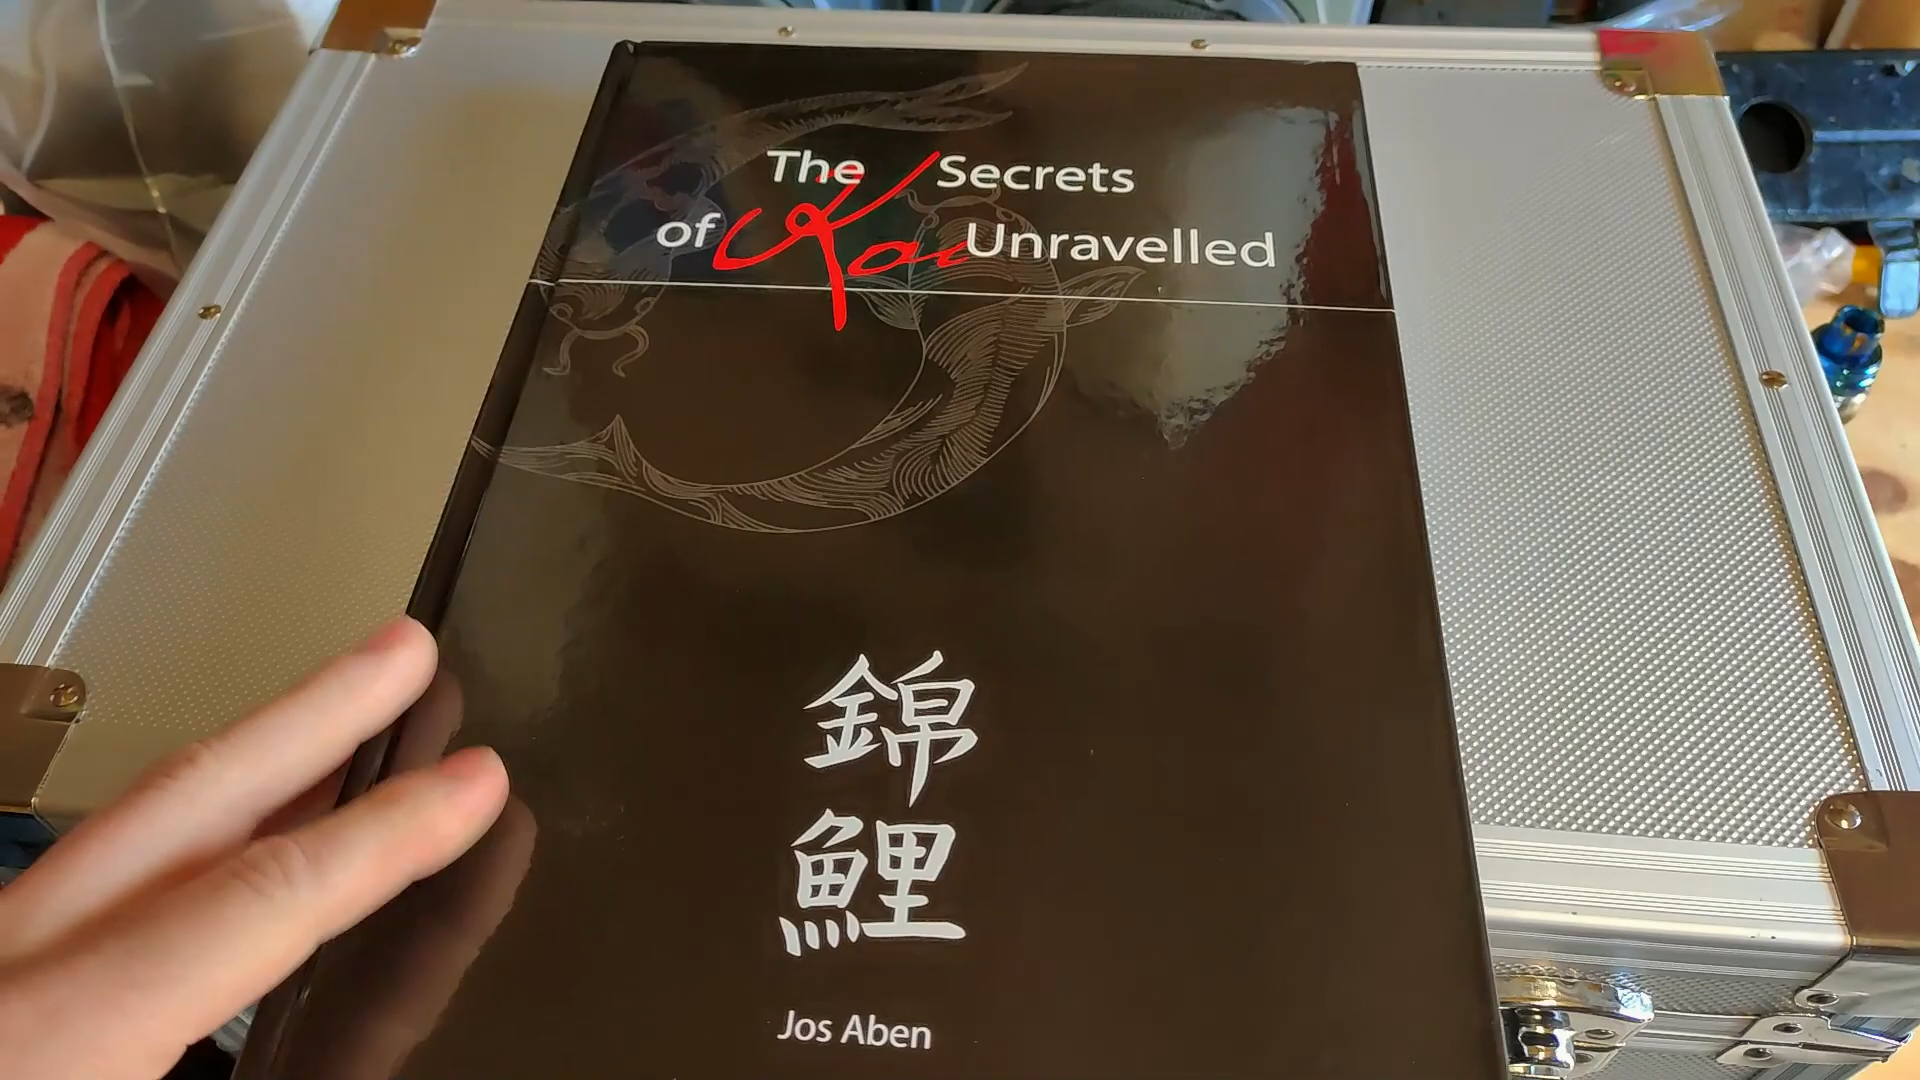 The Secrets
of Koi Unravelled
錦
鯉
Jos Aben